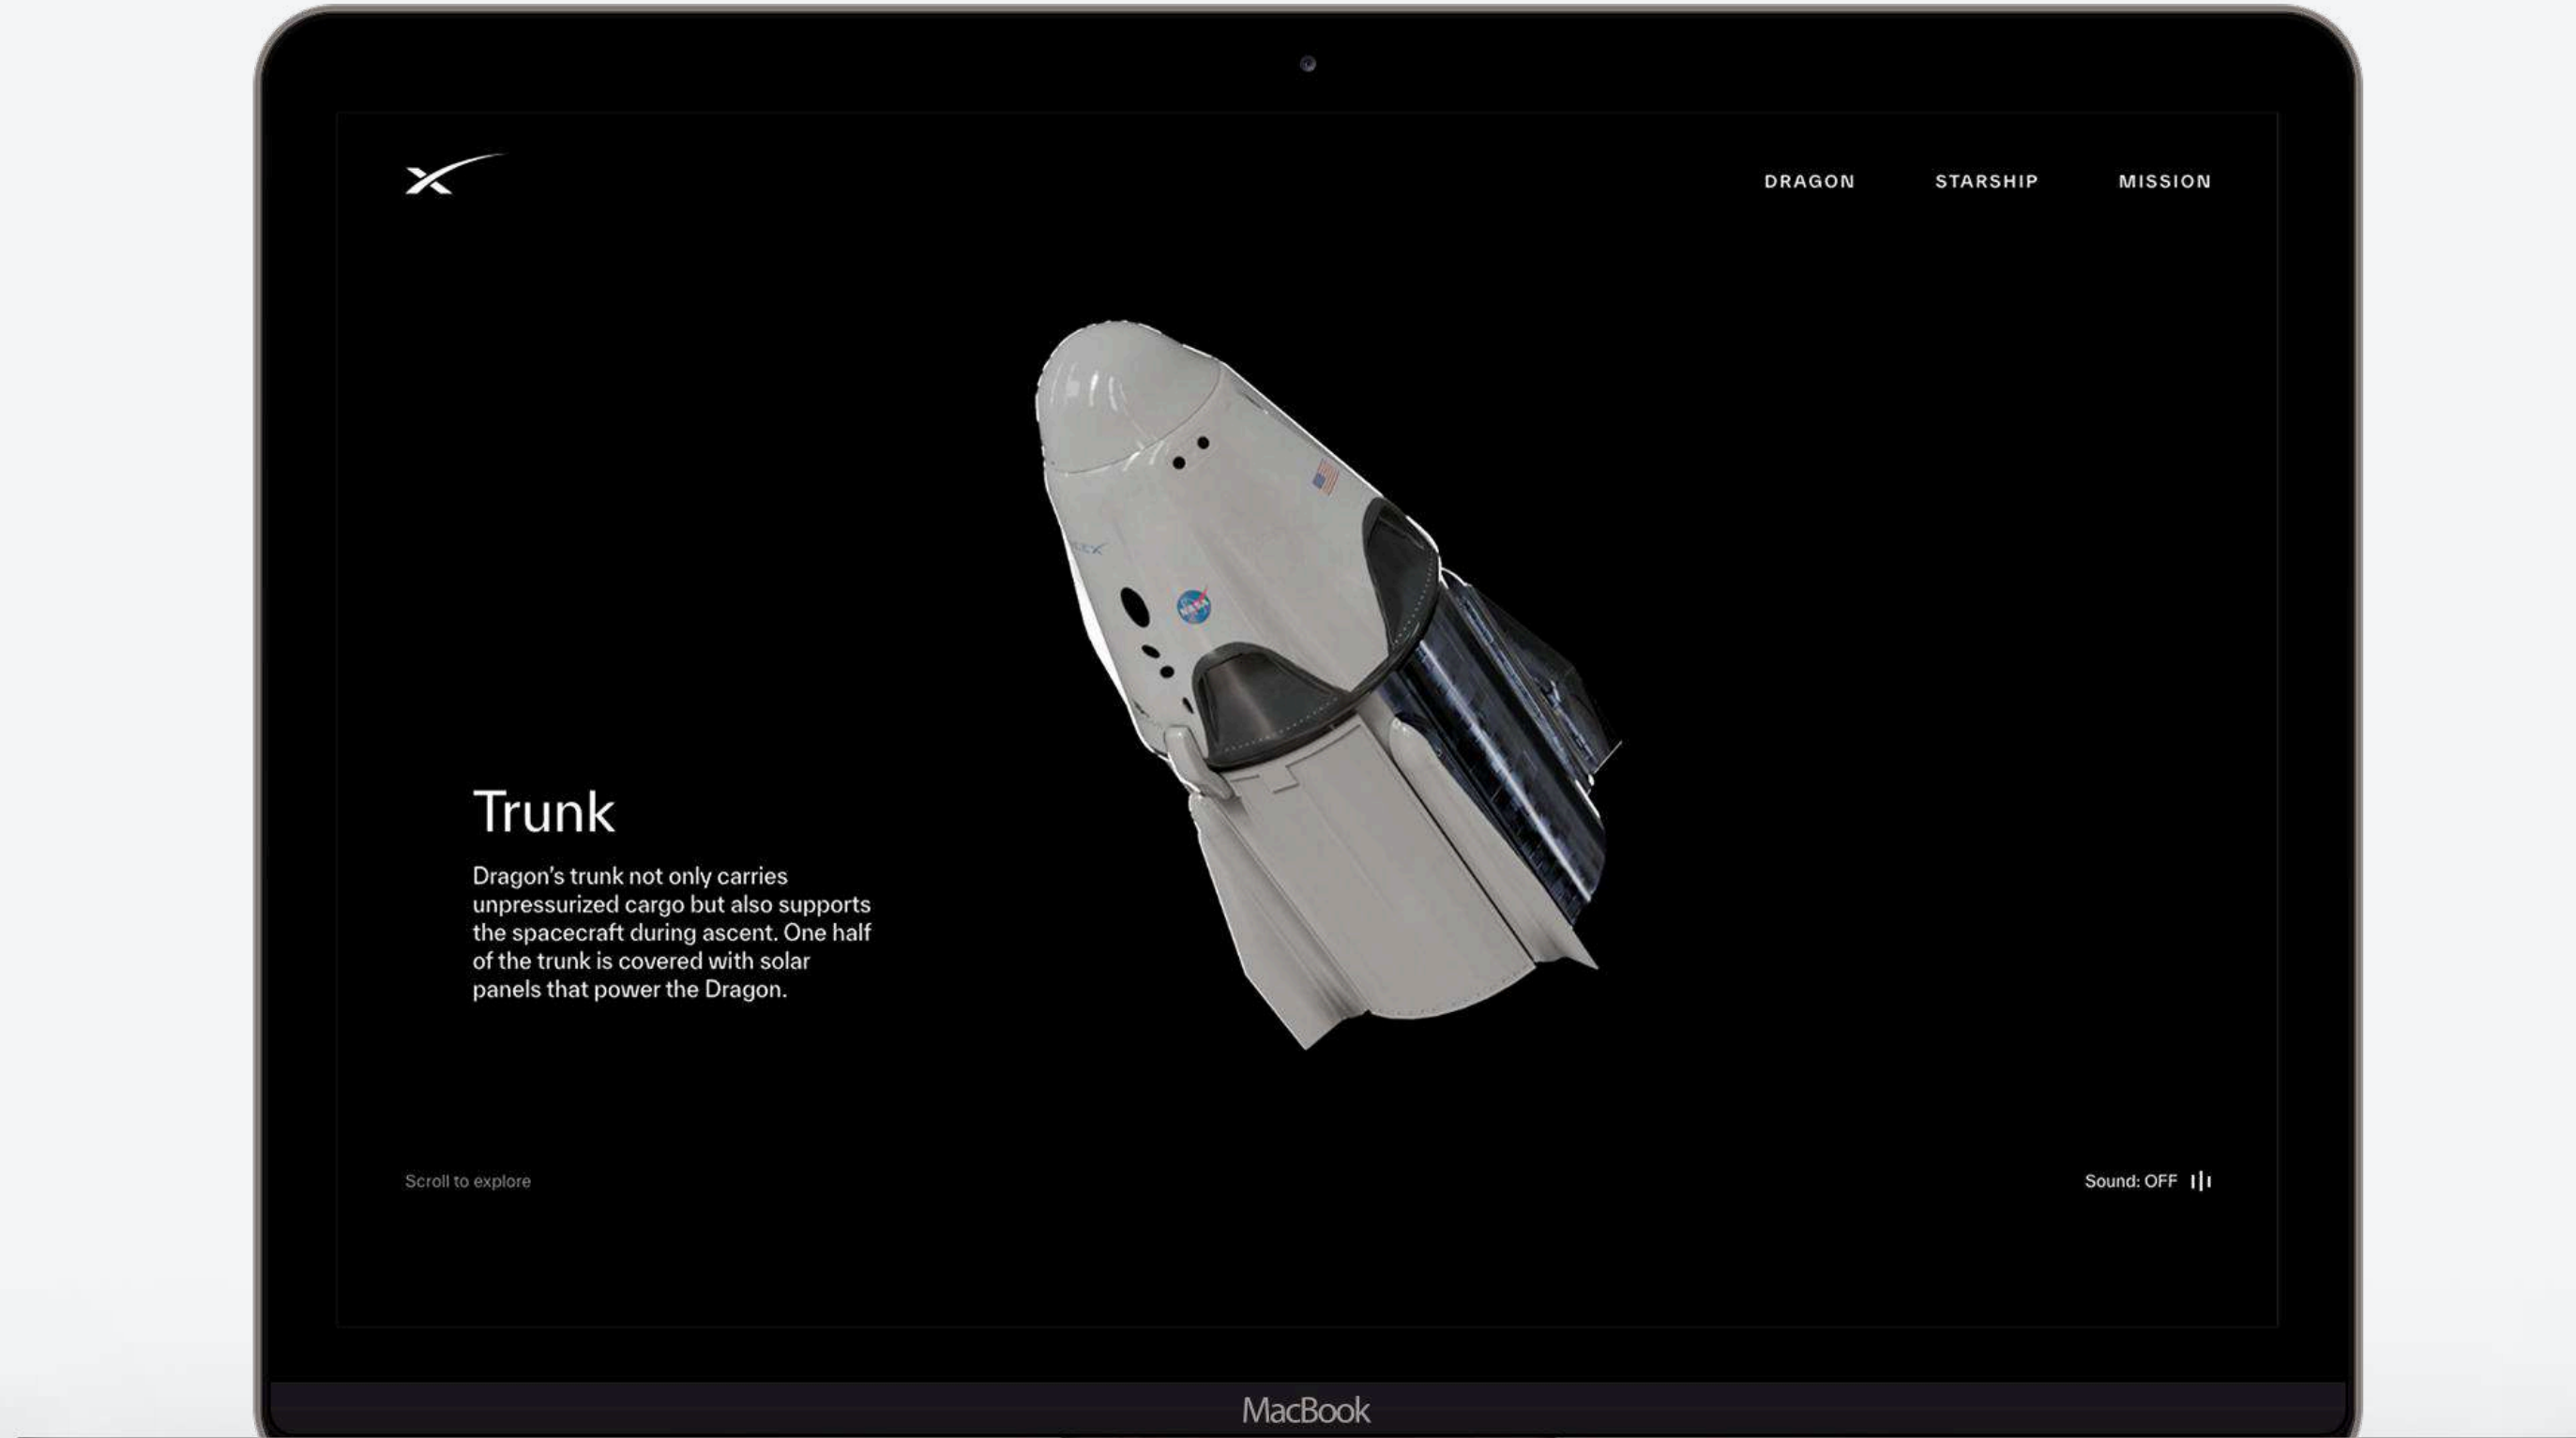 DRAGON STARSHIP MISSION
NASA
Trunk
Dragon’s trunk not only carries
unpressurized cargo but also supports
the spacecraft during ascent. One half
of the trunk is covered with solar
panels that power the Dragon.
Scroll to explore
Sound: OFF
MacBook